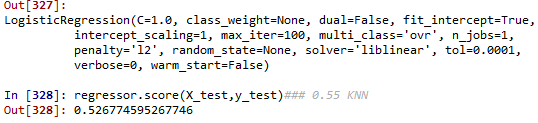 Out[327]:
LogisticRegression(C=1.0, class_weight=None, dual=False, fit_intercept=True,
intercept_scaling=1, max_iter=100, multi_class='ovr', n_jobs=1,
penalty='l2', random_state=None, solver='liblinear', tol=0.0001,
verbose=0, warm_start=False)
In [328]: regressor.score(X_test,y_test)### 0.55 KNN
Out[328]: 0.526774595267746